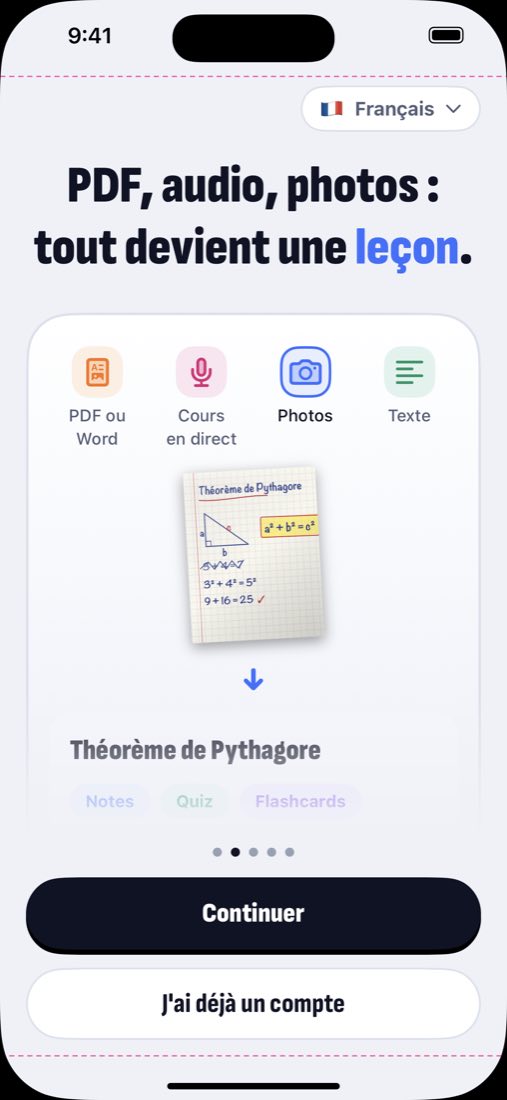 9:41
Français
PDF, audio, photos :
tout devient une leçon.
PDF ou
Word
Cours
en direct
Photos
Texte
Théorème de Pythagore
a
c
b
a² + b² = c²
3² + 4² = 5²
9 + 16 = 25 ✓
Théorème de Pythagore
Notes
Quiz
Flashcards
Continuer
J'ai déjà un compte